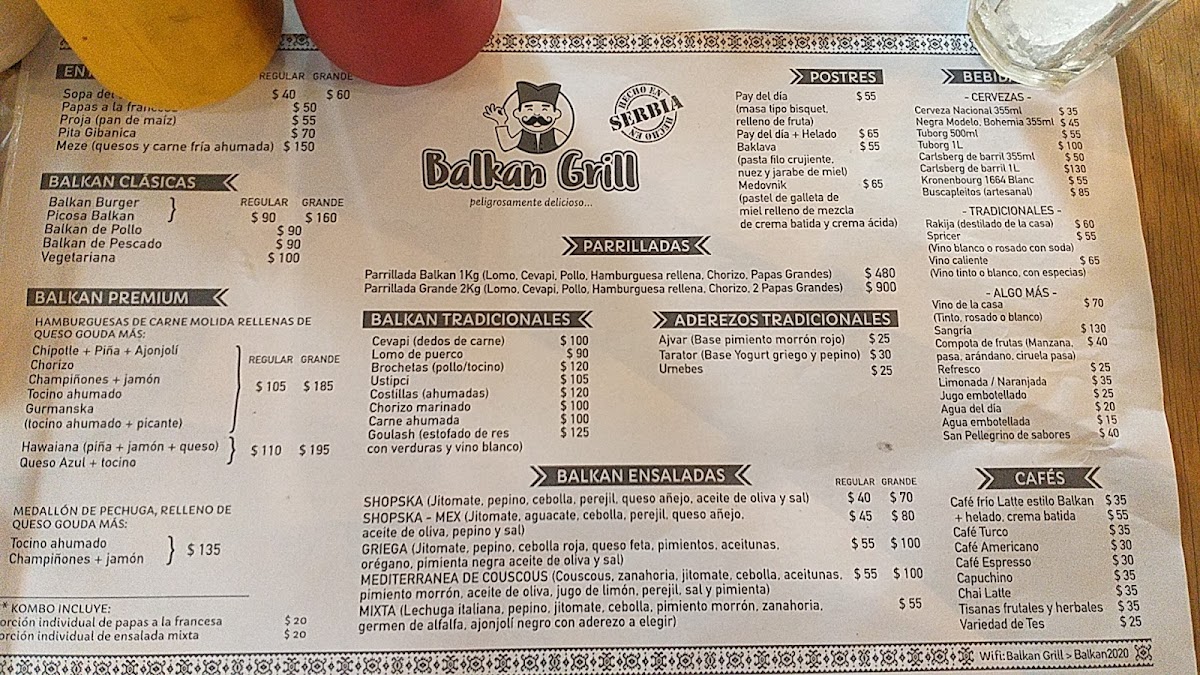 REGULAR GRANDE
Sopa del $ 40 $ 60
Papas a la $ 50
Proja (pan de maíz) $ 55
Pita Gibanica $ 70
Meze (quesos y carne fría ahumada) $ 150
BALKAN CLÁSICAS
REGULAR GRANDE
Balkan Burger
Picosa Balkan $ 90 $ 160
Balkan de Pollo $ 90
Balkan de Pescado $ 90
Vegetariana $ 100
BALKAN PREMIUM
HAMBURGUESAS DE CARNE MOLIDA RELLENAS DE
QUESO GOUDA MÁS:
Chipotle + Piña + Ajonjolí
REGULAR GRANDE
Chorizo
Champiñones + jamón $ 105 $ 185
Tocino ahumado
Gurmanska
(tocino ahumado + picante)
Hawaiana (piña + jamón + queso) $ 110 $ 195
Queso Azul + tocino
MEDALLÓN DE PECHUGA, RELLENO DE
QUESO GOUDA MÁS:
Tocino ahumado
Champiñones + jamón $ 135
* KOMBO INCLUYE:
orción individual de papas a la francesa $ 20
orción individual de ensalada mixta $ 20
HECHO EN
SERBIA
HECHO EN
Balkan Grill
peligrosamente delicioso...
PARRILLADAS
Parrillada Balkan 1Kg (Lomo, Cevapi, Pollo, Hamburguesa rellena, Chorizo, Papas Grandes) $ 480
Parrillada Grande 2Kg (Lomo, Cevapi, Pollo, Hamburguesa rellena, Chorizo, 2 Papas Grandes) $ 900
BALKAN TRADICIONALES
Cevapi (dedos de carne) $ 100
Lomo de puerco $ 90
Brochetas (pollo/tocino) $ 120
Ustipci $ 105
Costillas (ahumadas) $ 120
Chorizo marinado $ 100
Carne ahumada $ 100
Goulash (estofado de res $ 125
con verduras y vino blanco)
ADEREZOS TRADICIONALES
Ajvar (Base pimiento morrón rojo) $ 25
Tarator (Base Yogurt griego y pepino) $ 30
Urnebes $ 25
BALKAN ENSALADAS
REGULAR GRANDE
SHOPSKA (Jitomate, pepino, cebolla, perejil, queso añejo, aceite de oliva y sal) $ 40 $ 70
SHOPSKA - MEX (Jitomate, aguacate, cebolla, perejil, queso añejo, $ 45 $ 80
aceite de oliva, pepino y sal)
GRIEGA (Jitomate, pepino, cebolla roja, queso feta, pimientos, aceitunas, $ 55 $ 100
orégano, pimienta negra aceite de oliva y sal)
MEDITERRANEA DE COUSCOUS (Couscous, zanahoria, jilomate, cebolla, aceitunas, $ 55 $ 100
pimiento morrón, aceite de oliva, jugo de limón, perejil, sal y pimienta)
MIXTA (Lechuga italiana, pepino, jitomate, cebolla, pimiento morrón, zanahoria, $ 55
germen de alfalfa, ajonjolí negro con aderezo a elegir)
POSTRES
Pay del día $ 55
(masa tipo bisquet,
relleno de fruta)
Pay del día + Helado $ 65
Baklava $ 55
(pasta filo crujiente,
nuez y jarabe de miel)
Medovnik $ 65
(pastel de galleta de
miel relleno de mezcla
de crema batida y crema ácida)
- CERVEZAS -
Cerveza Nacional 355ml $ 35
Negra Modelo, Bohemia 355ml $ 45
Tuborg 500ml $ 55
Tuborg 1L $ 100
Carlsberg de barril 355ml $ 50
Carlsberg de barril 1L $130
Kronenbourg 1664 Blanc $ 55
Buscapleitos (artesanal) $ 85
- TRADICIONALES -
Rakija (destilado de la casa) $ 60
Spricer $ 55
(Vino blanco o rosado con soda)
Vino caliente $ 65
(Vino tinto o blanco, con especias)
- ALGO MÁS -
Vino de la casa $ 70
(Tinto, rosado o blanco)
Sangría $ 130
Compola de frutas (Manzana, $ 40
pasa, arándano, ciruela pasa)
Refresco $ 25
Limonada / Naranjada $ 35
Jugo embotellado $ 25
Agua del día $ 20
Agua embotellada $ 15
San Pellegrino de sabores $ 40
CAFÉS
Café frío Latte estilo Balkan $ 35
+ helado, crema batida $ 55
Café Turco $ 35
Café Americano $ 30
Café Espresso $ 30
Capuchino $ 35
Chai Latte $ 35
Tisanas frutales y herbales $ 35
Variedad de Tes $ 25
Wifi: Balkan Grill > Balkan2020